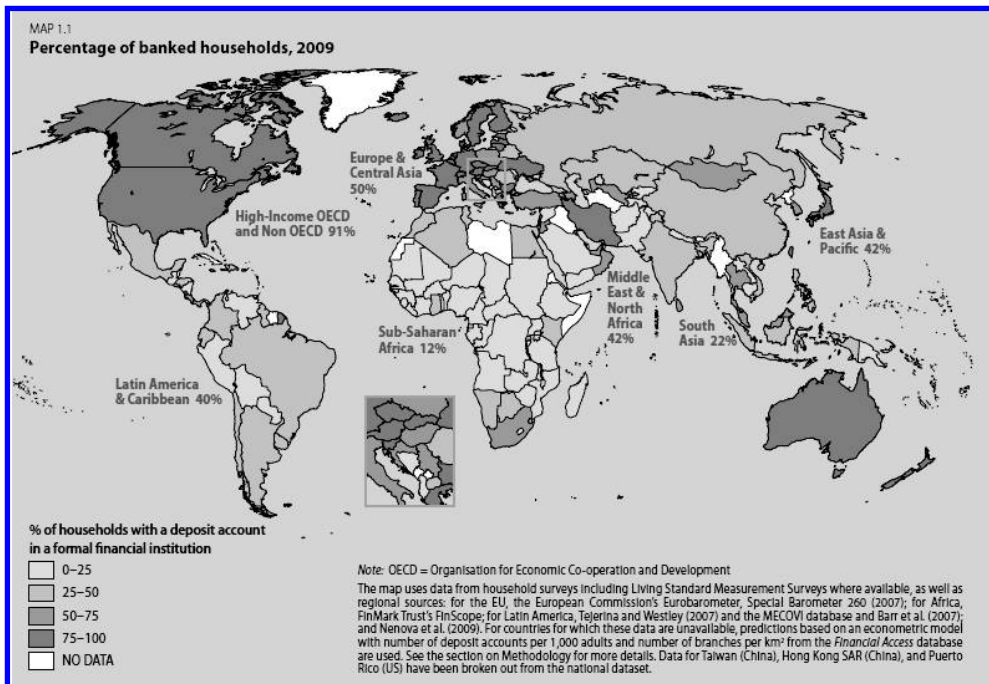 MAP 1.1
Percentage of banked households, 2009
Europe &
Central Asia
50%
High-Income OECD
and Non OECD 91%
East Asia &
Pacific 42%
Middle
East &
North
Africa
42%
South
Asia 22%
Sub-Saharan
Africa 12%
Latin America
& Caribbean 40%
% of households with a deposit account
in a formal financial institution
0–25
25–50
50–75
75–100
NO DATA
Note: OECD = Organisation for Economic Co-operation and Development
The map uses data from household surveys including Living Standard Measurement Surveys where available, as well as
regional sources: for the EU, the European Commission's Eurobarometer, Special Barometer 260 (2007); for Africa,
FinMark Trust's FinScope; for Latin America, Tejerina and Westley (2007) and the MECOVI database and Barr et al. (2007);
and Nenova et al. (2009). For countries for which these data are unavailable, predictions based on an econometric model
with number of deposit accounts per 1,000 adults and number of branches per km² from the Financial Access database
are used. See the section on Methodology for more details. Data for Taiwan (China), Hong Kong SAR (China), and Puerto
Rico (US) have been broken out from the national dataset.